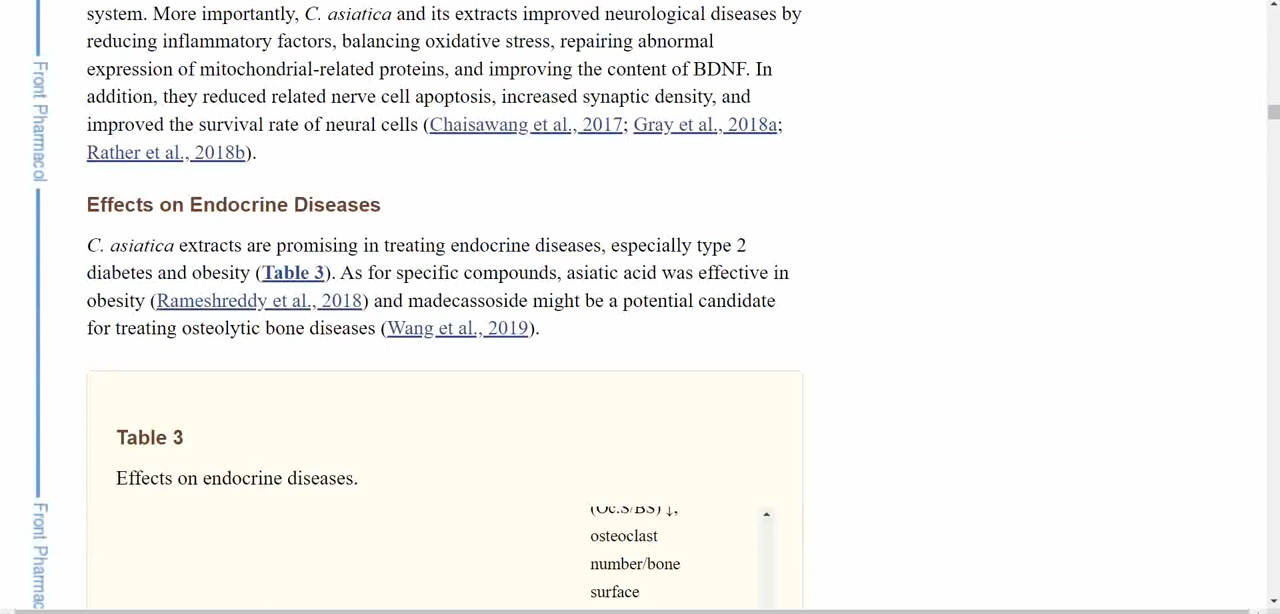 system. More importantly, C. asiatica and its extracts improved neurological diseases by
reducing inflammatory factors, balancing oxidative stress, repairing abnormal
expression of mitochondrial-related proteins, and improving the content of BDNF. In
addition, they reduced related nerve cell apoptosis, increased synaptic density, and
improved the survival rate of neural cells (Chaisawang et al., 2017; Gray et al., 2018a;
Rather et al., 2018b).
Effects on Endocrine Diseases
C. asiatica extracts are promising in treating endocrine diseases, especially type 2
diabetes and obesity (Table 3). As for specific compounds, asiatic acid was effective in
obesity (Rameshreddy et al., 2018) and madecassoside might be a potential candidate
for treating osteolytic bone diseases (Wang et al., 2019).
Table 3
Effects on endocrine diseases.
(Oc.S/BS) ↓,
osteoclast
number/bone
surface
Front Pharmacol
Front Pharmac